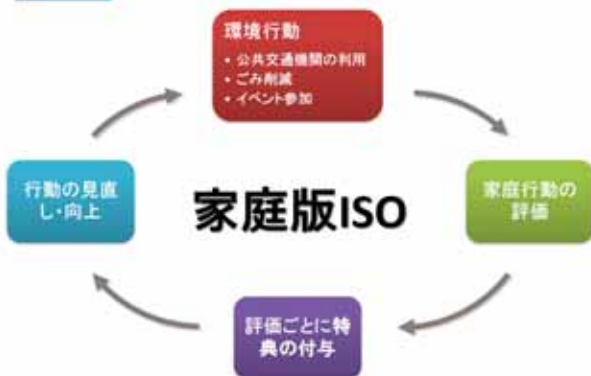 環境行動
• 公共交通機関の利用
• ごみ削減
• イベント参加
行動の見直
し・向上
家庭版ISO
家庭行動の
評価
評価ごとに特
典の付与